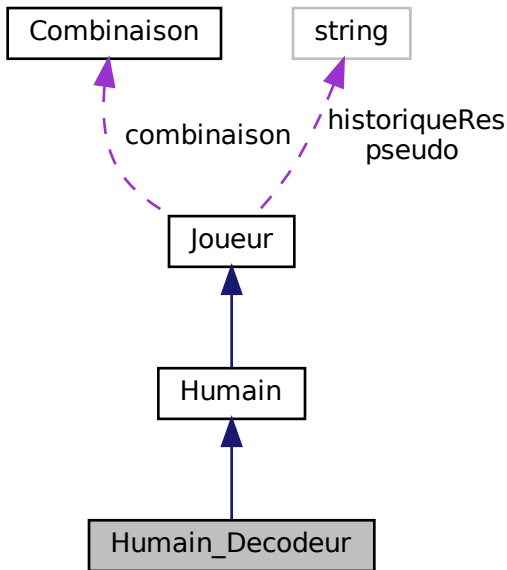 Combinaison
string
combinaison
historiqueRes
pseudo
Joueur
Humain
Humain_Decodeur